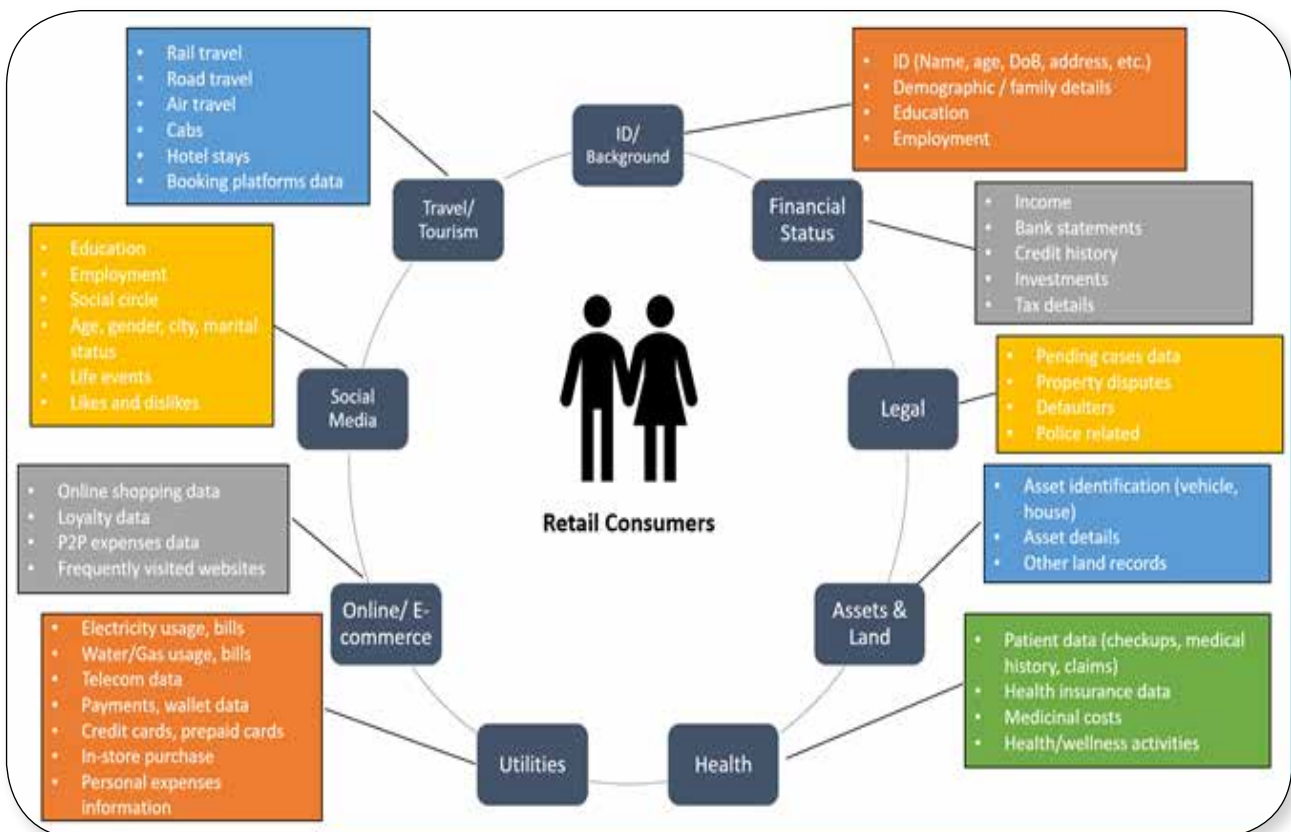 • Rail travel
• Road travel
• Air travel
• Cabs
• Hotel stays
• Booking platforms data
• ID (Name, age, DoB, address, etc.)
• Demographic / family details
• Education
• Employment
ID/
Background
Travel/
Tourism
Financial
Status
• Income
• Bank statements
• Credit history
• Investments
• Tax details
• Education
• Employment
• Social circle
• Age, gender, city, marital
status
• Life events
• Likes and dislikes
Social
Media
Legal
• Pending cases data
• Property disputes
• Defaulters
• Police related
Retail Consumers
• Online shopping data
• Loyalty data
• P2P expenses data
• Frequently visited websites
• Asset identification (vehicle,
house)
• Asset details
• Other land records
Online/ E-
commerce
Assets &
Land
• Electricity usage, bills
• Water/Gas usage, bills
• Telecom data
• Payments, wallet data
• Credit cards, prepaid cards
• In-store purchase
• Personal expenses
information
• Patient data (checkups, medical
history, claims)
• Health insurance data
• Medicinal costs
• Health/wellness activities
Utilities
Health